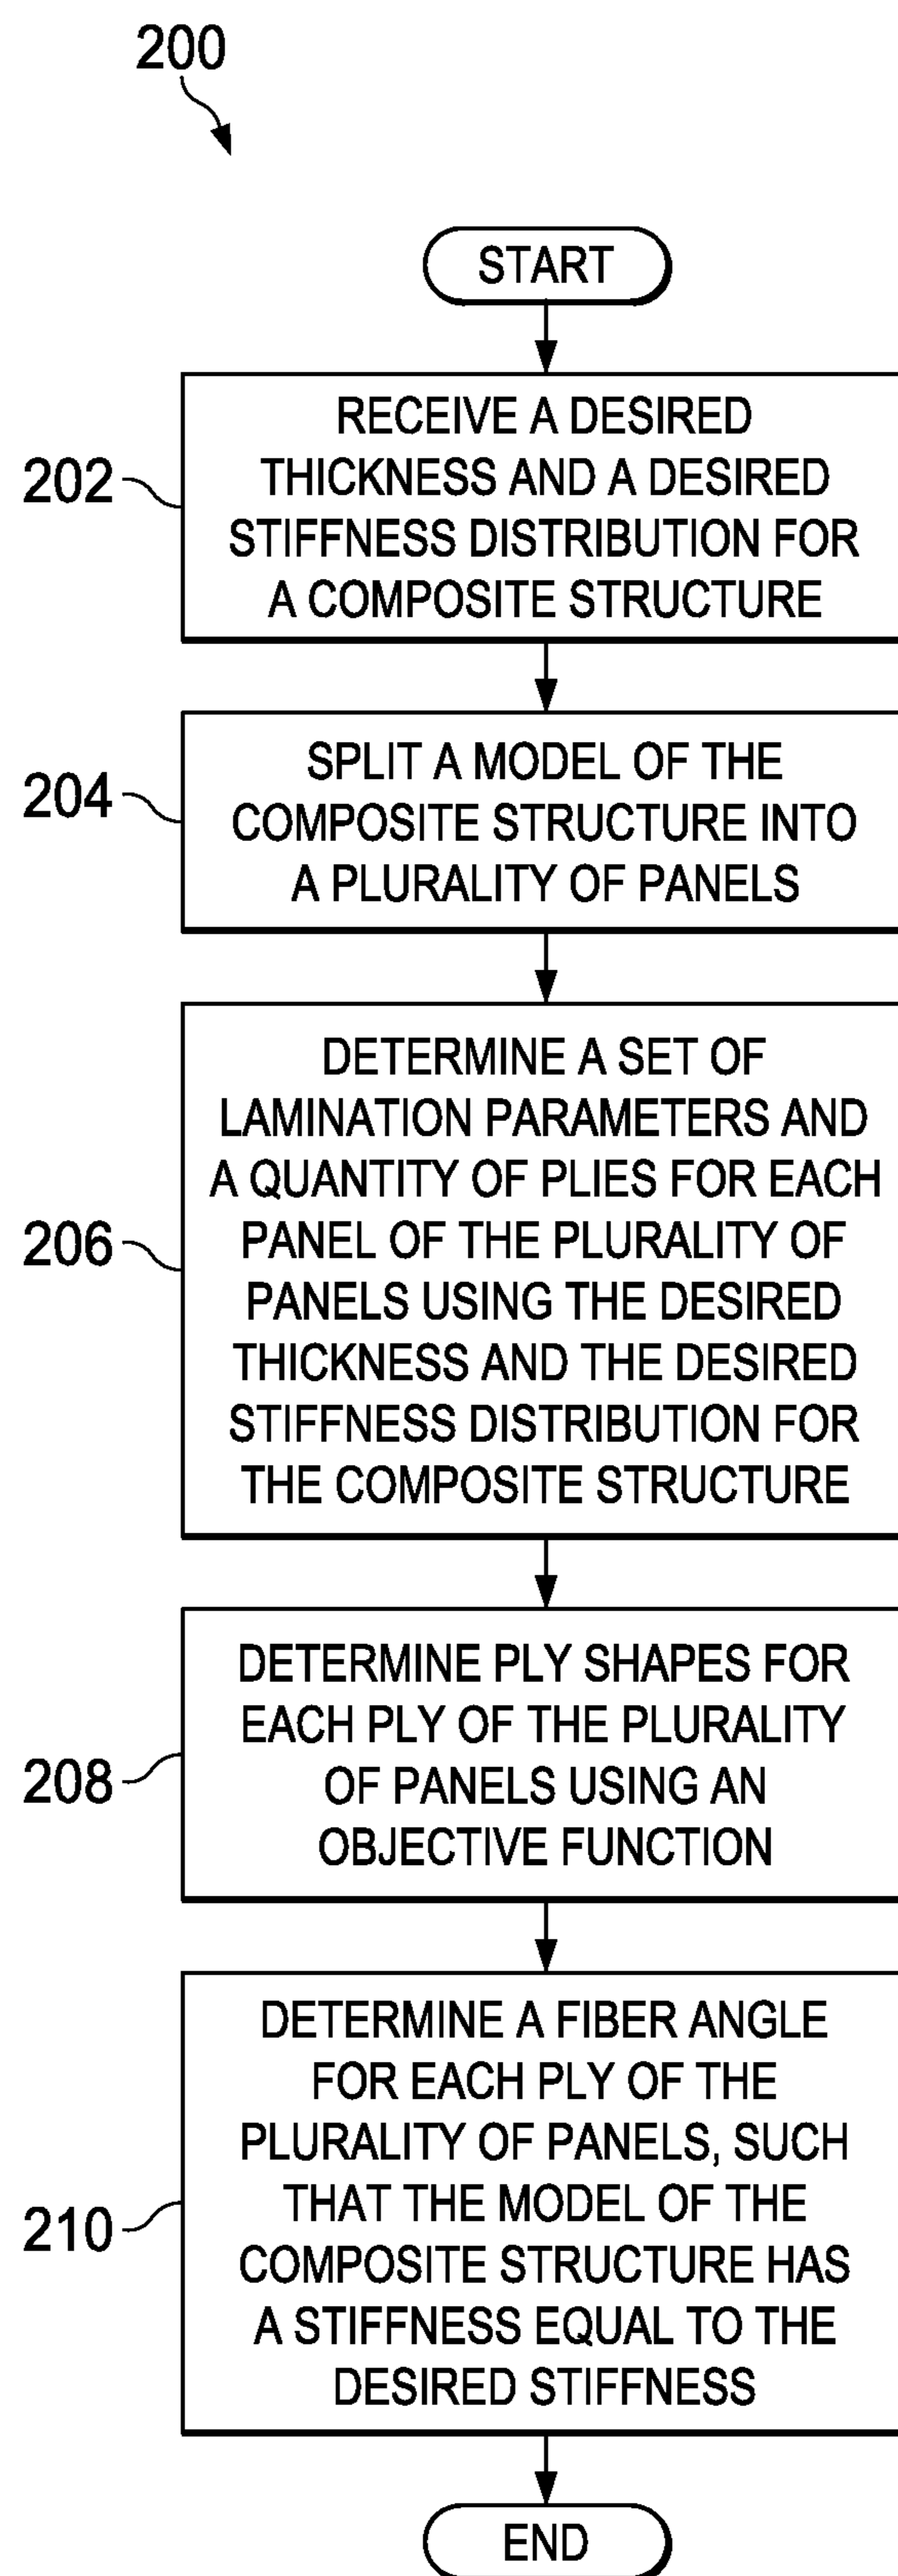 200
START
202
RECEIVE A DESIRED
THICKNESS AND A DESIRED
STIFFNESS DISTRIBUTION FOR
A COMPOSITE STRUCTURE
204
SPLIT A MODEL OF THE
COMPOSITE STRUCTURE INTO
A PLURALITY OF PANELS
206
DETERMINE A SET OF
LAMINATION PARAMETERS AND
A QUANTITY OF PLIES FOR EACH
PANEL OF THE PLURALITY OF
PANELS USING THE DESIRED
THICKNESS AND THE DESIRED
STIFFNESS DISTRIBUTION FOR
THE COMPOSITE STRUCTURE
208
DETERMINE PLY SHAPES FOR
EACH PLY OF THE PLURALITY
OF PANELS USING AN
OBJECTIVE FUNCTION
210
DETERMINE A FIBER ANGLE
FOR EACH PLY OF THE
PLURALITY OF PANELS, SUCH
THAT THE MODEL OF THE
COMPOSITE STRUCTURE HAS
A STIFFNESS EQUAL TO THE
DESIRED STIFFNESS
END